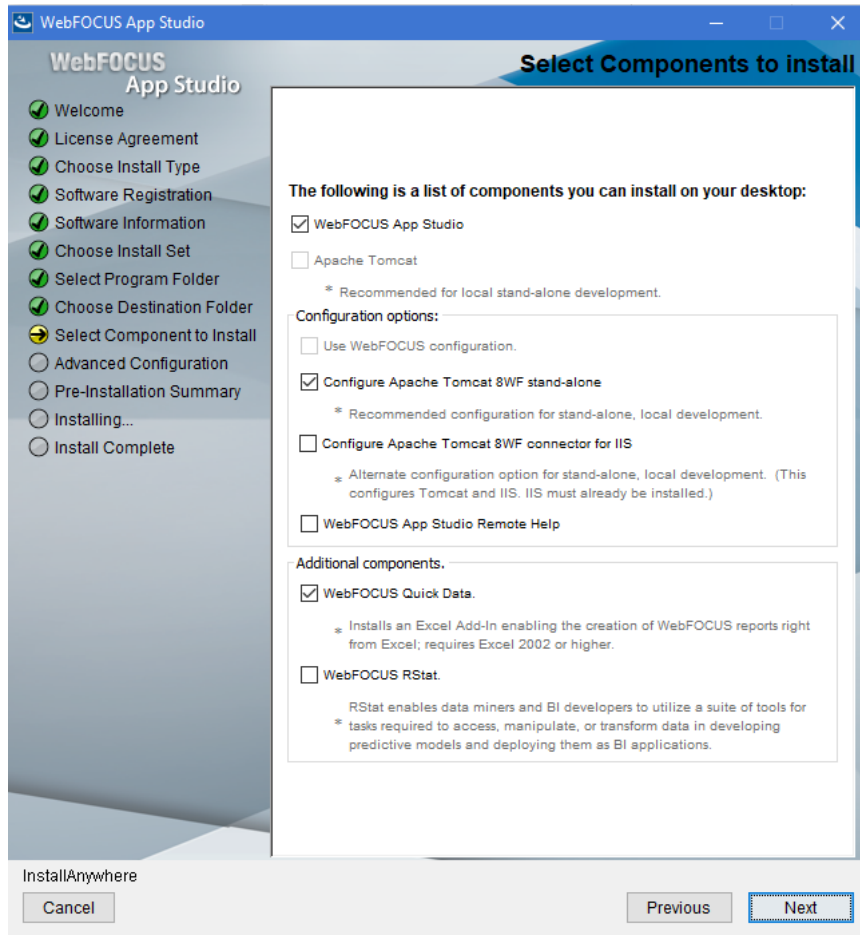 WebFOCUS App Studio
WebFOCUS
App Studio
Select Components to install
Welcome
License Agreement
Choose Install Type
Software Registration
Software Information
Choose Install Set
Select Program Folder
Choose Destination Folder
Select Component to Install
Advanced Configuration
Pre-Installation Summary
Installing...
Install Complete
The following is a list of components you can install on your desktop:
WebFOCUS App Studio
Apache Tomcat
* Recommended for local stand-alone development.
Configuration options:
Use WebFOCUS configuration.
Configure Apache Tomcat 8WF stand-alone
* Recommended configuration for stand-alone, local development.
Configure Apache Tomcat 8WF connector for IIS
* Alternate configuration option for stand-alone, local development. (This
configures Tomcat and IIS. IIS must already be installed.)
WebFOCUS App Studio Remote Help
Additional components.
WebFOCUS Quick Data.
* Installs an Excel Add-In enabling the creation of WebFOCUS reports right
from Excel; requires Excel 2002 or higher.
WebFOCUS RStat.
RStat enables data miners and BI developers to utilize a suite of tools for
* tasks required to access, manipulate, or transform data in developing
predictive models and deploying them as BI applications.
InstallAnywhere
Cancel
Previous
Next